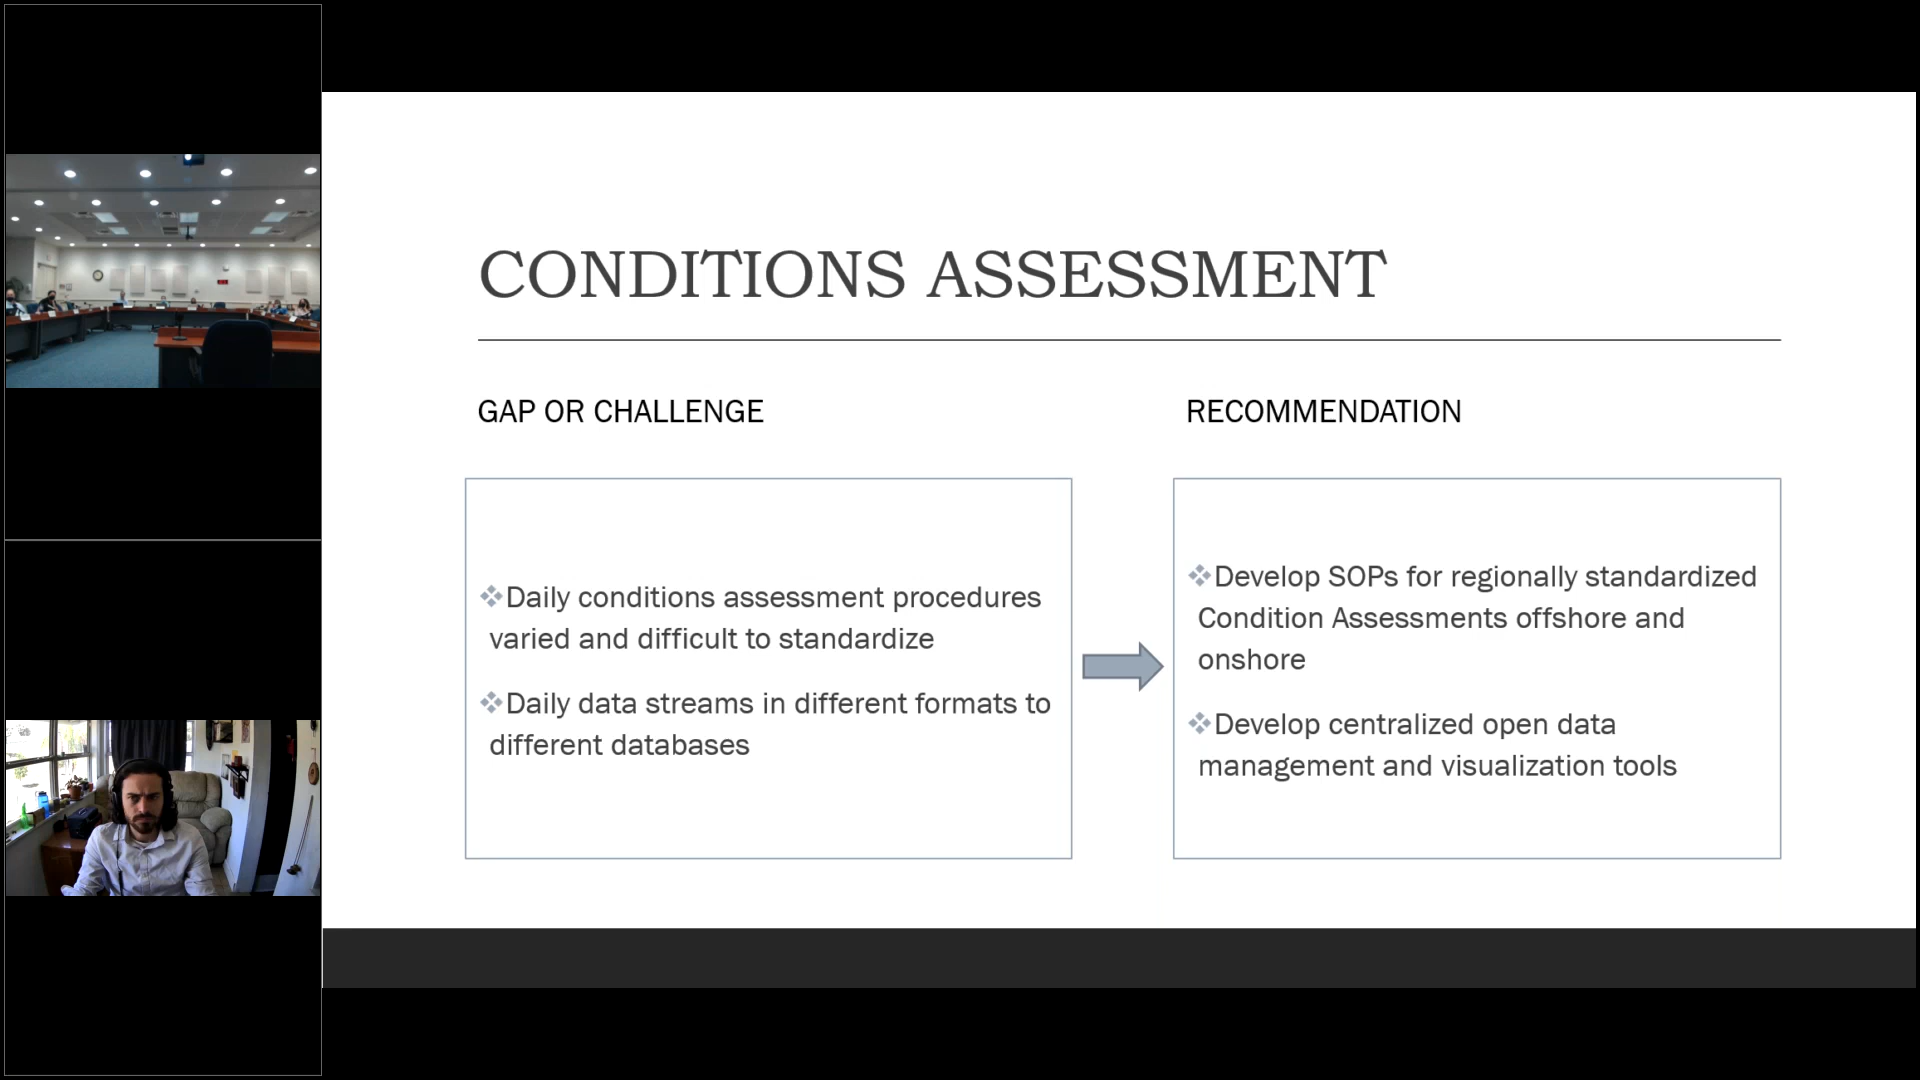 CONDITIONS ASSESSMENT
GAP OR CHALLENGE
Daily conditions assessment procedures
varied and difficult to standardize
Daily data streams in different formats to
different databases
RECOMMENDATION
Develop SOPs for regionally standardized
Condition Assessments offshore and
onshore
Develop centralized open data
management and visualization tools